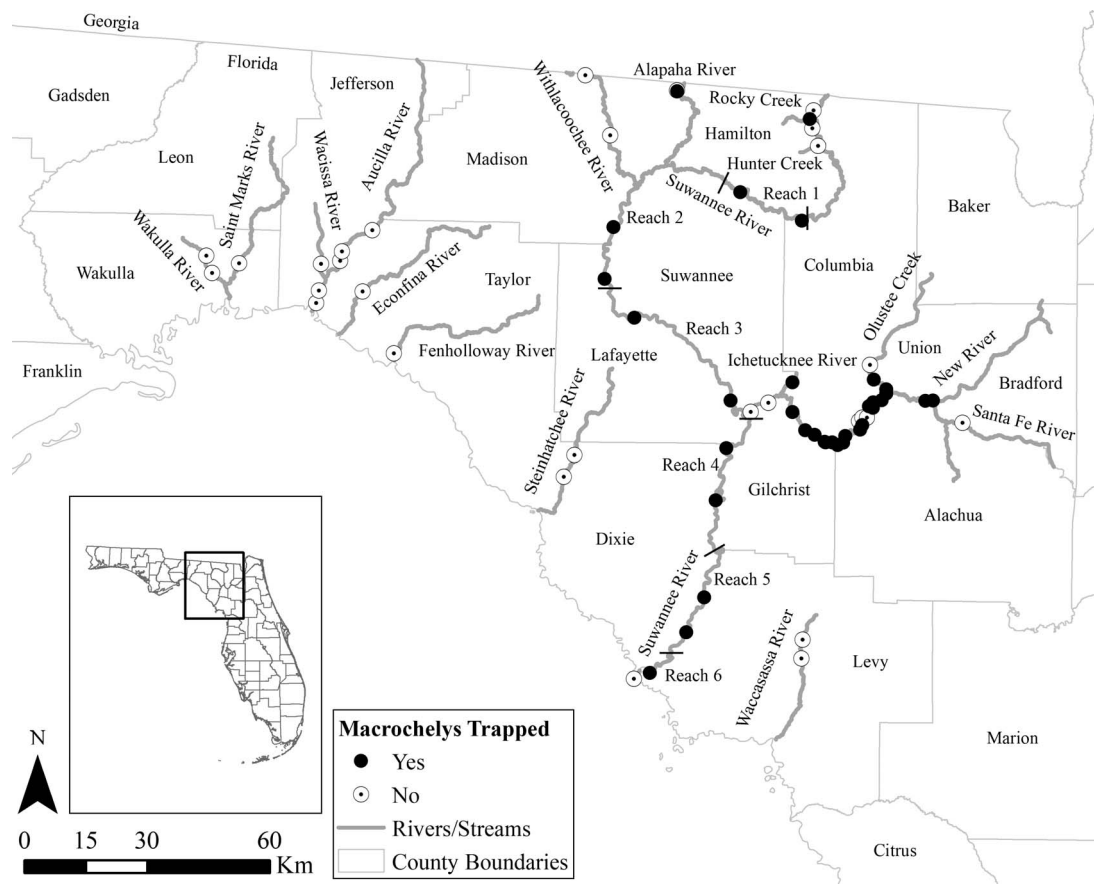 Georgia
Florida
Gadsden
Jefferson
Leon
Madison
Wakulla
Franklin
Taylor
Lafayette
Dixie
Hamilton
Suwannee
Columbia
Baker
Union
Bradford
Gilchrist
Alachua
Levy
Marion
Citrus
Wakulla River
Saint Marks River
Wacissa River
Aucilla River
Econfina River
Fenholloway River
Steinhatchee River
Withlacoochee River
Alapaha River
Rocky Creek
Hunter Creek
Suwannee River
Reach 1
Reach 2
Reach 3
Ichetucknee River
Olustee Creek
New River
Santa Fe River
Reach 4
Reach 5
Suwannee River
Reach 6
Waccasassa River
N
0 15 30 60
Km
Macrochelys Trapped
Yes
No
Rivers/Streams
County Boundaries